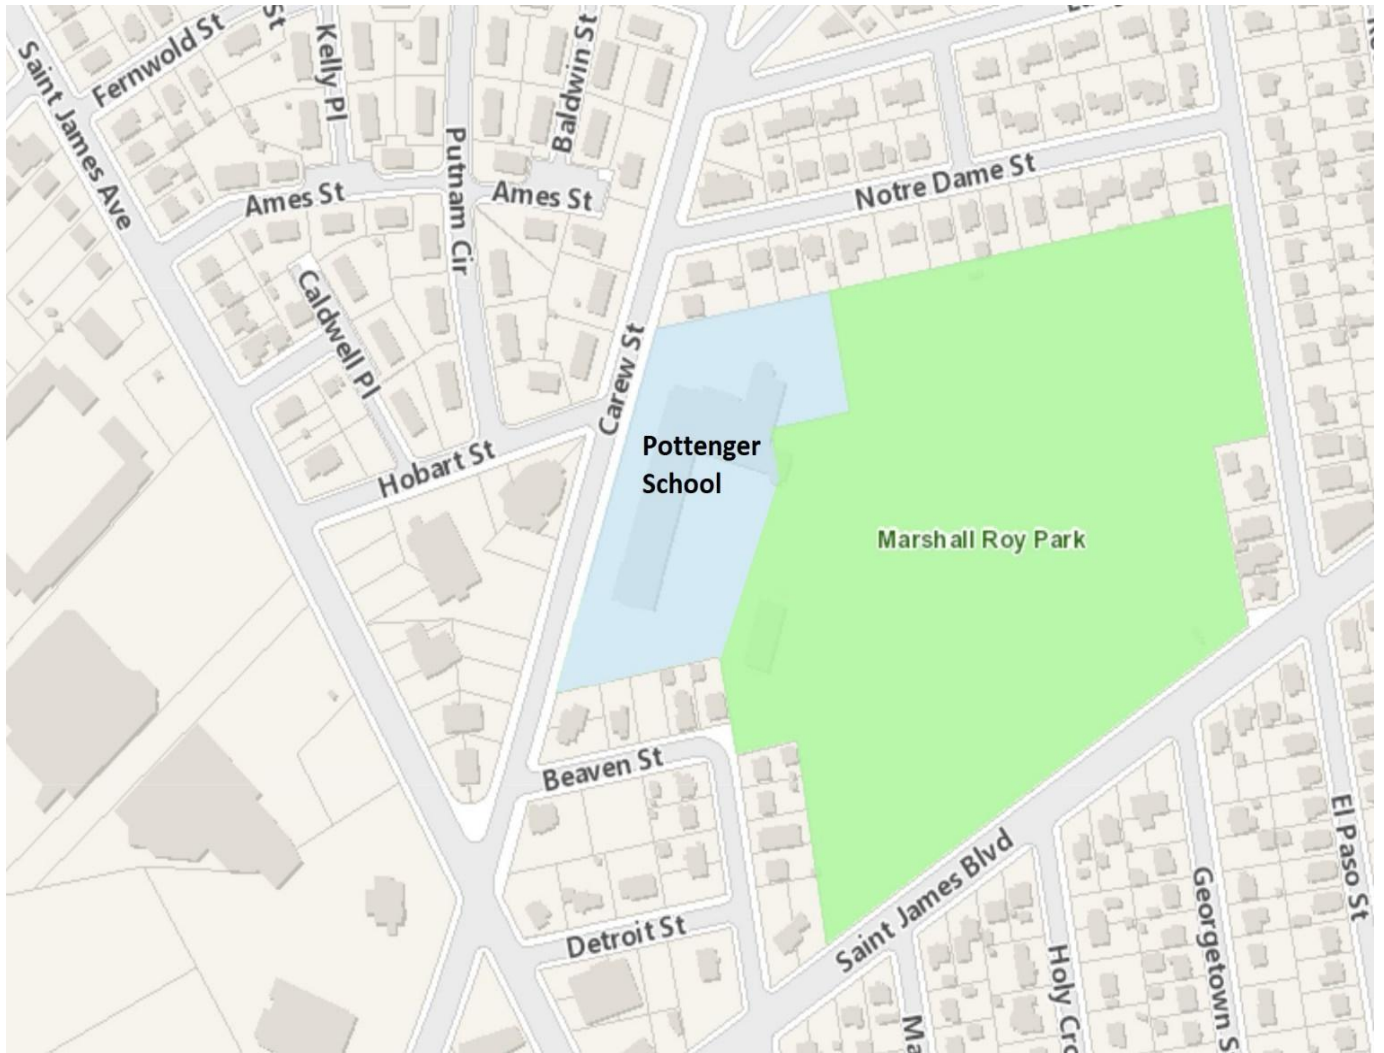 St
Kelly Pl
Baldwin St
Fernwold St
Saint James Ave
Putnam Cir
Ames St
Ames St
Notre Dame St
Caldwell Pl
Carew St
Hobart St
Pottenger
School
Marshall Roy Park
Beaven St
Detroit St
Saint James Blvd
El Paso St
Georgetown S
Holy Cro
Ma